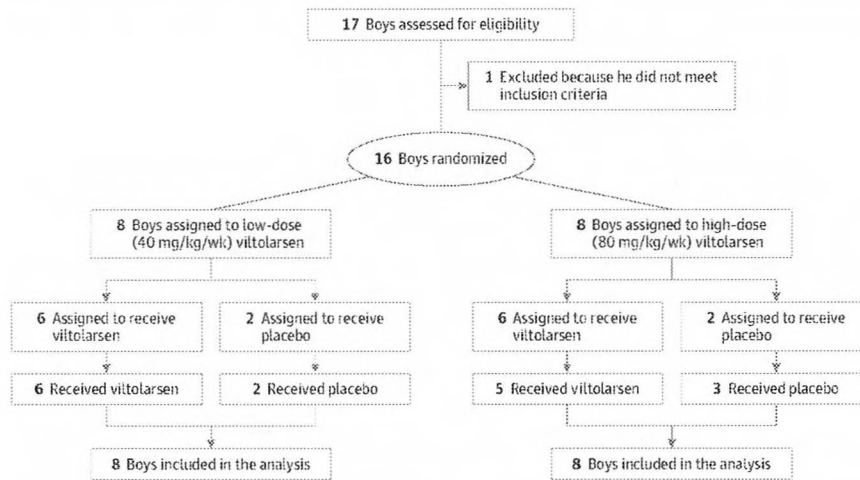 17 Boys assessed for eligibility
1 Excluded because he did not meet
inclusion criteria
16 Boys randomized
8 Boys assigned to low-dose
(40 mg/kg/wk) viltolarsen
8 Boys assigned to high-dose
(80 mg/kg/wk) viltolarsen
6 Assigned to receive
viltolarsen
2 Assigned to receive
placebo
6 Assigned to receive
viltolarsen
2 Assigned to receive
placebo
6 Received viltolarsen
2 Received placebo
5 Received viltolarsen
3 Received placebo
8 Boys included in the analysis
8 Boys included in the analysis